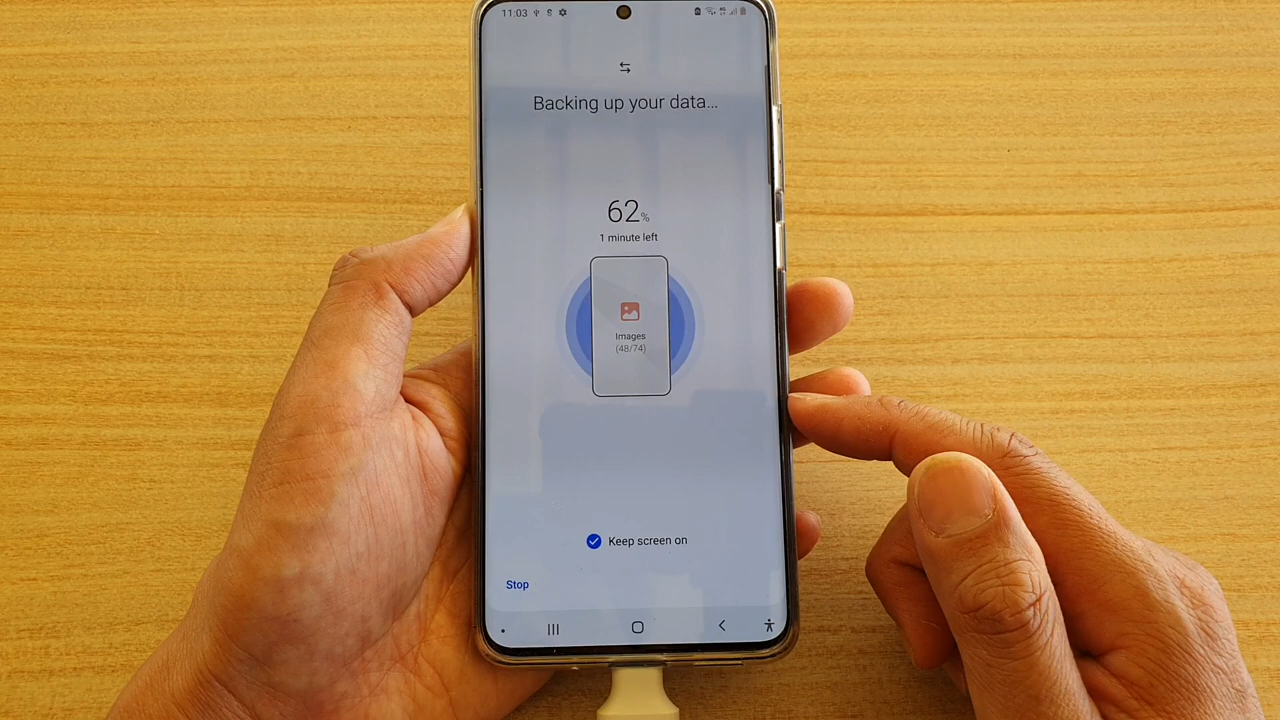 11:03
Backing up your data...
62%
1 minute left
Images
(48/74)
Keep screen on
Stop